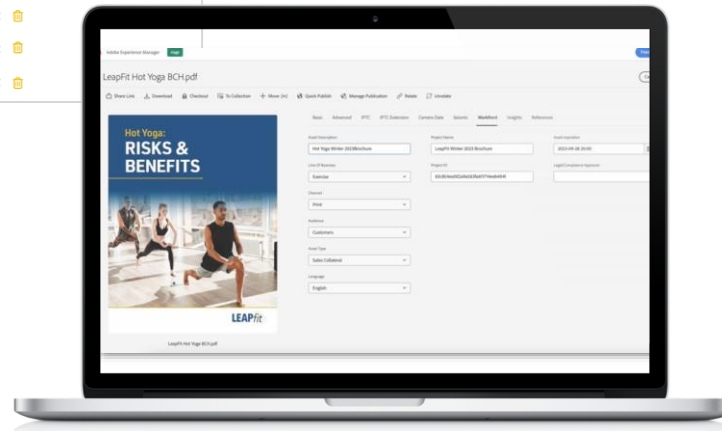 Adobe Experience Manager
LeapFit Hot Yoga BCH.pdf
Share Link Download Checkout To Collection Move (m) Quick Publish Manage Publication Relate Unrelate
Basic Advanced IPTC IPTC Extension Camera Data Seismic Workfront Insights References
Hot Yoga:
RISKS &
BENEFITS
LEAPfit
LeapFit Hot Yoga BCH.pdf
Asset Description Project Name
Hot Yoga Winter 2023Brochure LeapFit Winter 2023 Brochure
Line Of Business Project ID
Exercise
Channel
Print
Audience
Customers
Asset Type
Sales Collateral
Language
English